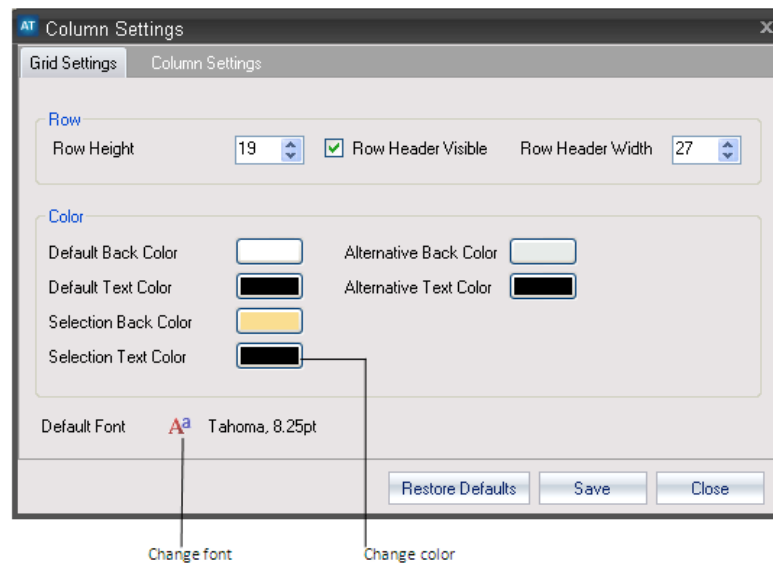 AT Column Settings x
Grid Settings Column Settings
Row
Row Height 19 Row Header Visible Row Header Width 27
Color
Default Back Color Alternative Back Color
Default Text Color Alternative Text Color
Selection Back Color
Selection Text Color
Default Font Aa Tahoma, 8.25pt
Restore Defaults Save Close
Change font Change color